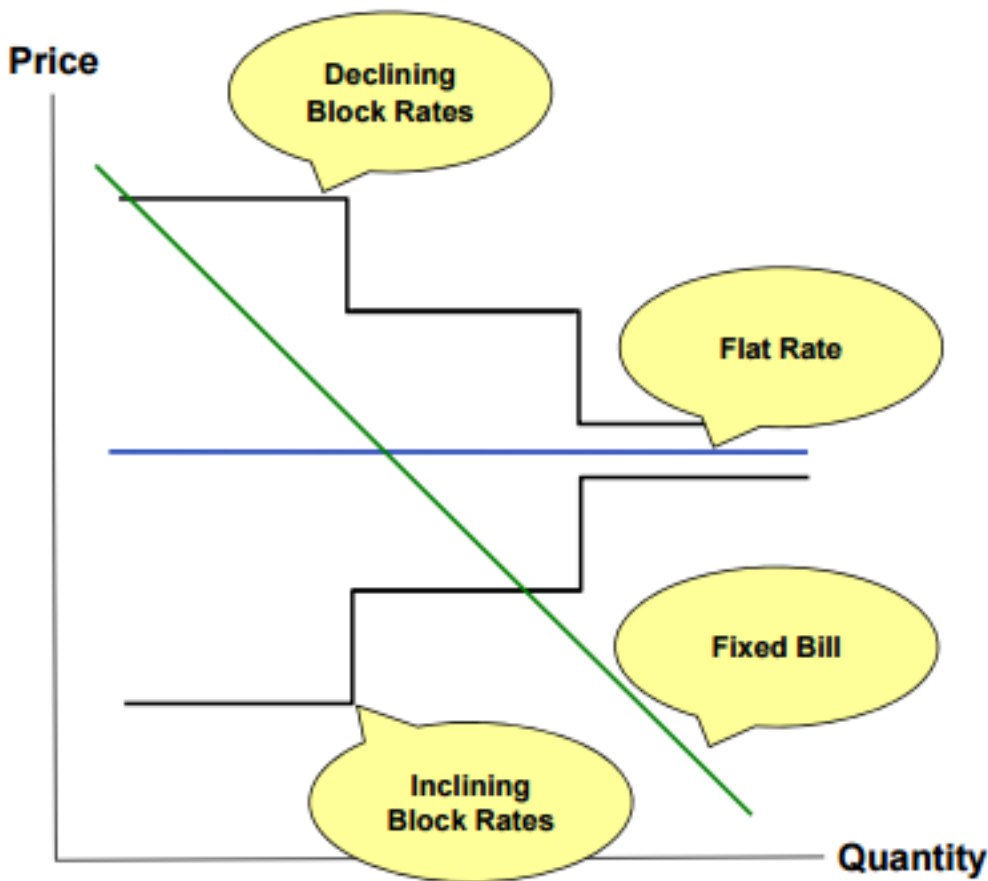 Price
Declining
Block Rates
Flat Rate
Fixed Bill
Inclining
Block Rates
Quantity